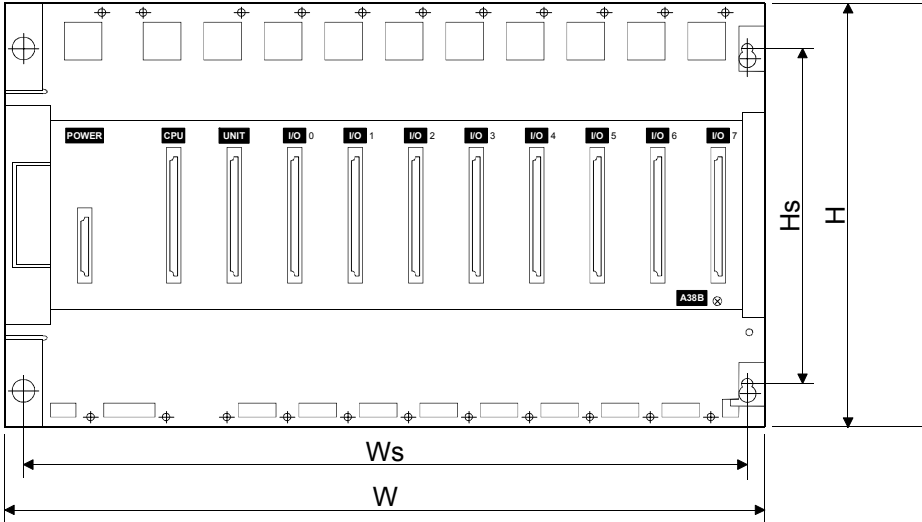 POWER CPU UNIT I/O 0 I/O 1 I/O 2 I/O 3 I/O 4 I/O 5 I/O 6 I/O 7
A38B
Hs
H
Ws
W